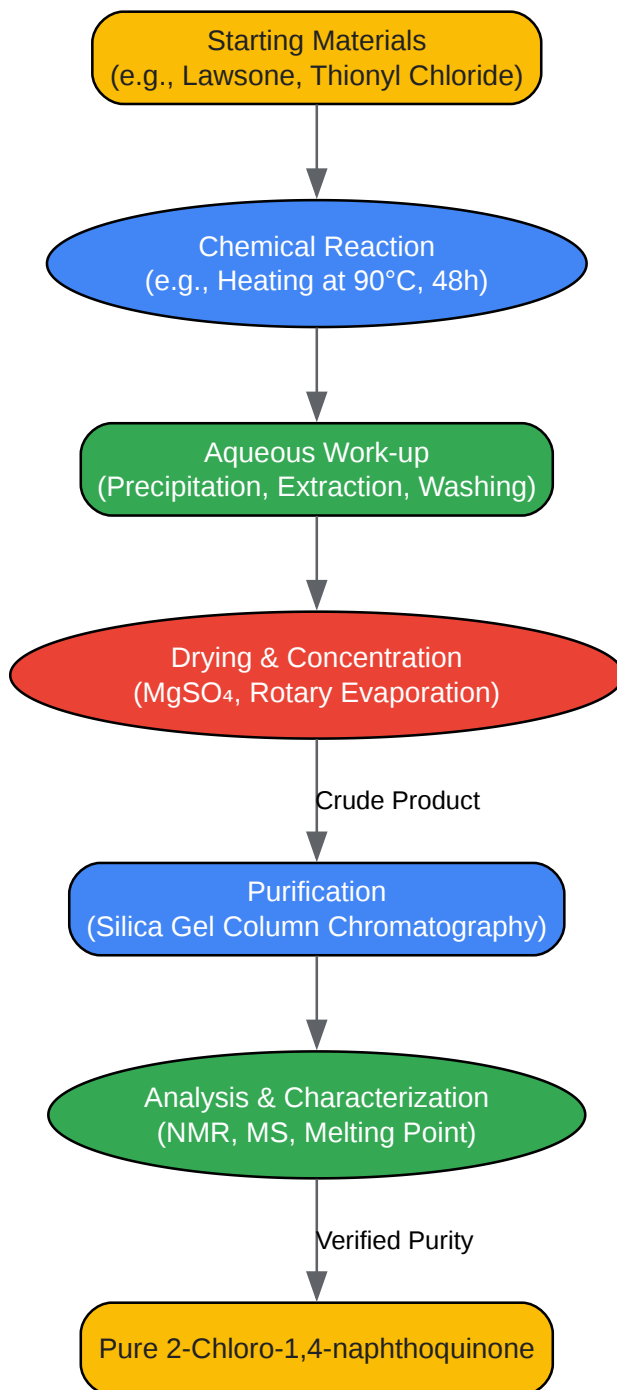 Starting Materials
(e.g., Lawsone, Thionyl Chloride)
Chemical Reaction
(e.g., Heating at 90°C, 48h)
Aqueous Work-up
(Precipitation, Extraction, Washing)
Drying & Concentration
(MgSO₄, Rotary Evaporation)
Crude Product
Purification
(Silica Gel Column Chromatography)
Analysis & Characterization
(NMR, MS, Melting Point)
Verified Purity
Pure 2-Chloro-1,4-naphthoquinone